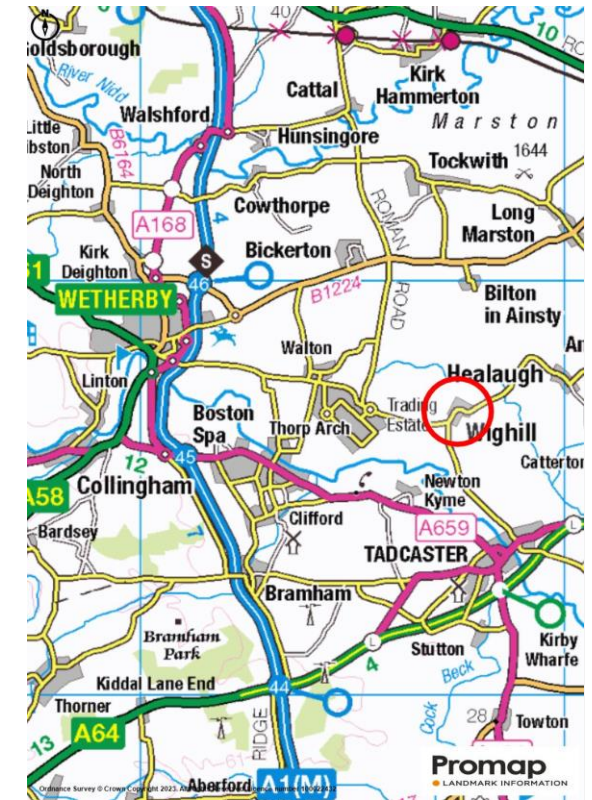 N
40
10
Goldsborough
River Nidd
Cattal
Kirk
Hammerton
Walshford
Marston
Little
Ribston
B6164
Hunsingore
Tockwith
1644
North
Deighton
4
ROMAN
Cowthorpe
Long
Marston
A168
Kirk
Deighton
S
Bickerton
46
B1224
ROAD
Bilton
in Ainsty
WETHERBY
Walton
Linton
Healaugh
Boston
Spa
Thorp Arch
Trading
Estate
Wighill
Catterton
12
45
A58
Collingham
Newton
Kyme
7
Clifford
A659
Bardsey
TADCASTER
L
Bramham
Bramham
Park
L
4
Stutton
Kirby
Wharfe
Kiddal Lane End
44
Cock
Beck
Thorner
28
Towton
A64
13
RIDGE
Aberford
A1(M)
Promap
LANDMARK INFORMATION